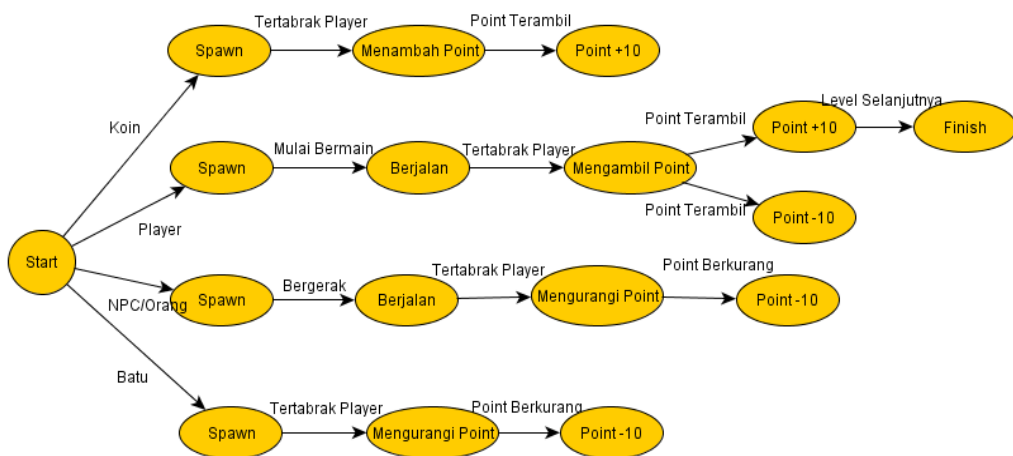 Tertabrak Player
Point Terambil
Spawn
Menambah Point
Point +10
Koin
Level Selanjutnya
Point Terambil
Mulai Bermain
Tertabrak Player
Point +10
Finish
Spawn
Berjalan
Mengambil Point
Point Terambil
Point -10
Player
Start
Bergerak
Tertabrak Player
Point Berkurang
NPC/Orang
Spawn
Berjalan
Mengurangi Point
Point -10
Batu
Tertabrak Player
Point Berkurang
Spawn
Mengurangi Point
Point -10